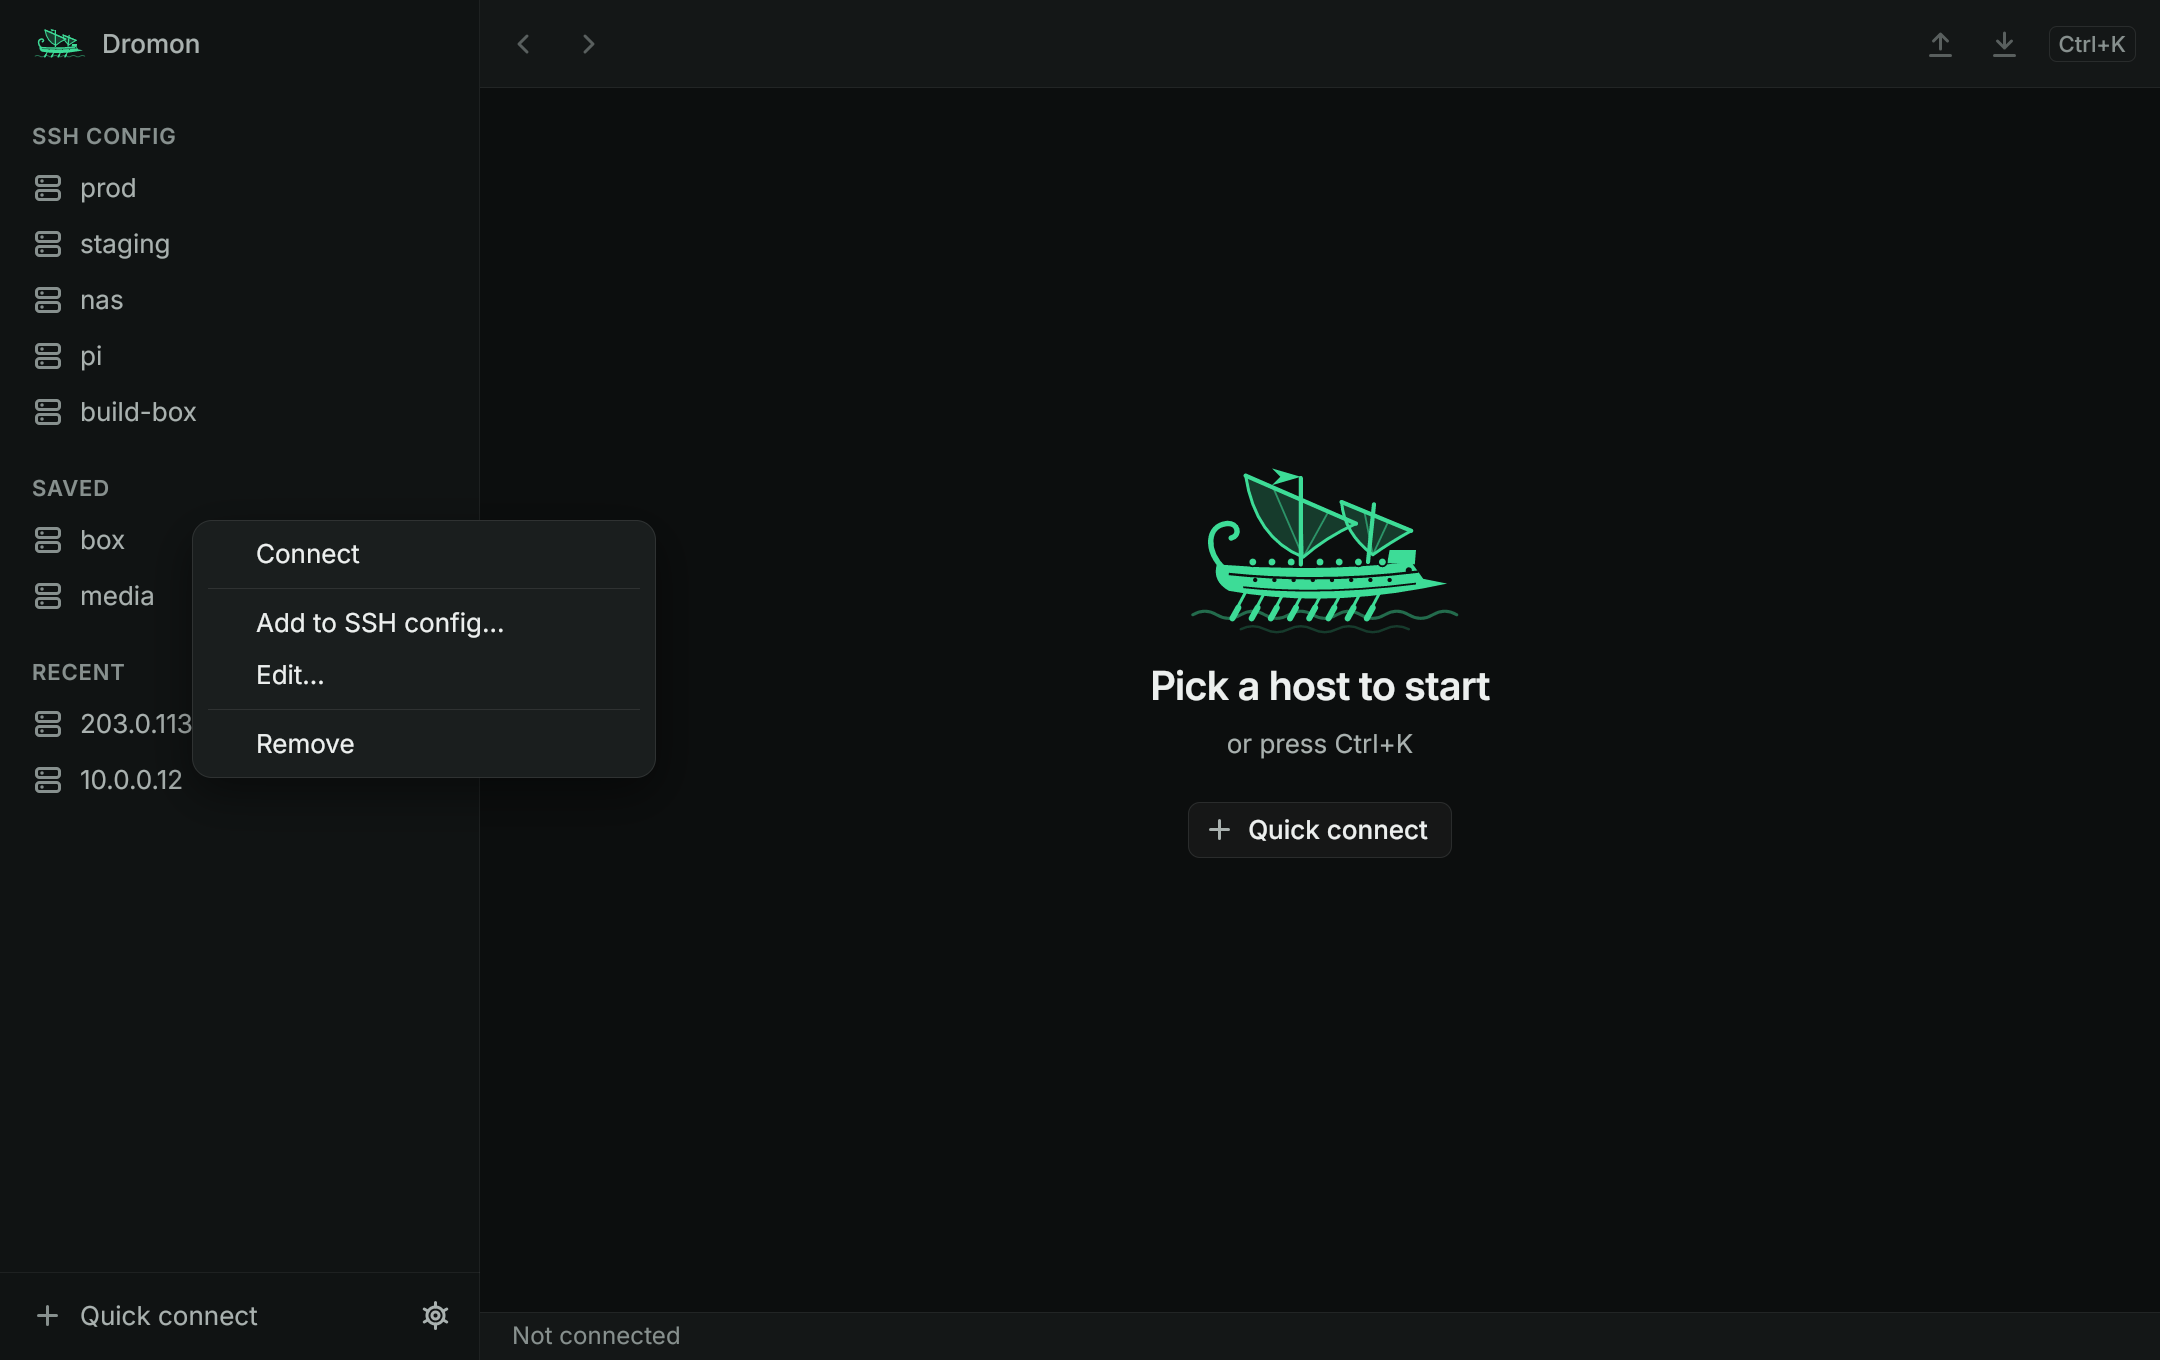 Dromon
Ctrl+K
SSH CONFIG
prod
staging
nas
pi
build-box
SAVED
box
media
RECENT
203.0.113
10.0.0.12
Connect
Add to SSH config...
Edit...
Remove
Pick a host to start
or press Ctrl+K
Quick connect
Quick connect
Not connected